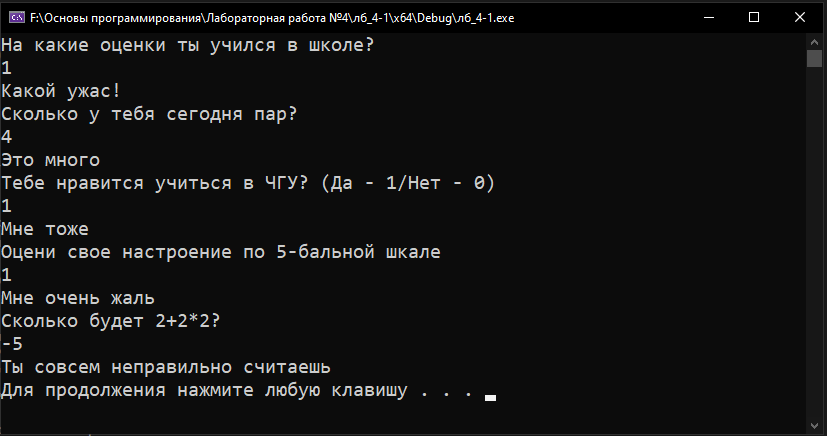 F:\Основы программирования\Лабораторная работа №4\лб_4-1\x64\Debug\лб_4-1.exe
На какие оценки ты учился в школе?
1
Какой ужас!
Сколько у тебя сегодня пар?
4
Это много
Тебе нравится учиться в ЧГУ? (Да - 1/Нет - 0)
1
Мне тоже
Оцени свое настроение по 5-бальной шкале
1
Мне очень жаль
Сколько будет 2+2*2?
-5
Ты совсем неправильно считаешь
Для продолжения нажмите любую клавишу . . .